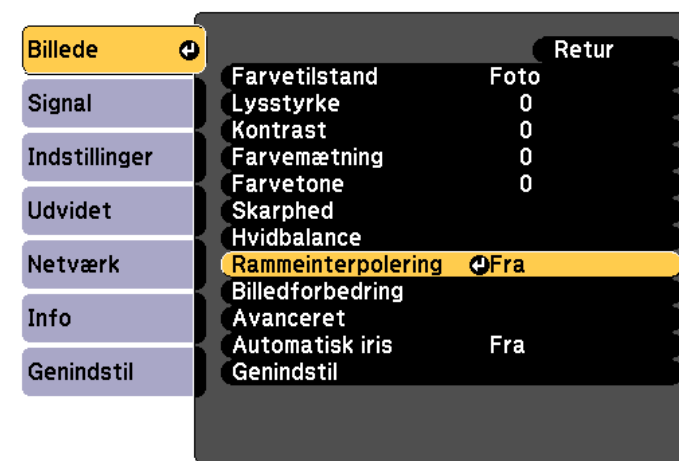 Billede
Signal
Indstillinger
Udvidet
Netværk
Info
Genindstil
Retur
Farvetilstand Foto
Lysstyrke 0
Kontrast 0
Farvemætning 0
Farvetone 0
Skarphed
Hvidbalance
Rammeinterpolering Fra
Billedforbedring
Avanceret
Automatisk iris Fra
Genindstil